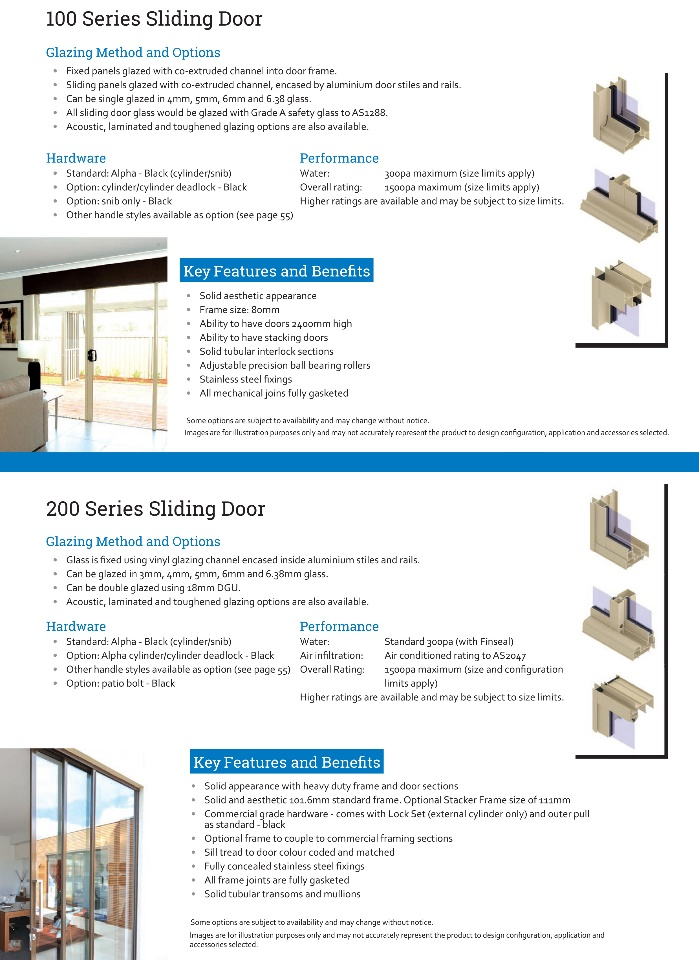 100 Series Sliding Door
Glazing Method and Options
• Fixed panels glazed with co-extruded channel into door frame.
• Sliding panels glazed with co-extruded channel, encased by aluminium door stiles and rails.
• Can be single glazed in 4mm, 5mm, 6mm and 6.38 glass.
• All sliding door glass would be glazed with Grade A safety glass to AS1288.
• Acoustic, laminated and toughened glazing options are also available.
Hardware
• Standard: Alpha - Black (cylinder/snib)
• Option: cylinder/cylinder deadlock - Black
• Option: snib only - Black
• Other handle styles available as option (see page 55)
Performance
Water: 300pa maximum (size limits apply)
Overall rating: 1500pa maximum (size limits apply)
Higher ratings are available and may be subject to size limits.
Key Features and Benefits
• Solid aesthetic appearance
• Frame size: 80mm
• Ability to have doors 2400mm high
• Ability to have stacking doors
• Solid tubular interlock sections
• Adjustable precision ball bearing rollers
• Stainless steel fixings
• All mechanical joins fully gasketed
Some options are subject to availability and may change without notice.
Images are for illustration purposes only and may not accurately represent the product to design configuration, application and accessories selected.
200 Series Sliding Door
Glazing Method and Options
• Glass is fixed using vinyl glazing channel encased inside aluminium stiles and rails.
• Can be glazed in 3mm, 4mm, 5mm, 6mm and 6.38mm glass.
• Can be double glazed using 18mm DGU.
• Acoustic, laminated and toughened glazing options are also available.
Hardware
• Standard: Alpha - Black (cylinder/snib)
• Option: Alpha cylinder/cylinder deadlock - Black
• Other handle styles available as option (see page 55)
• Option: patio bolt - Black
Performance
Water: Standard 300pa (with Finseal)
Air infiltration: Air conditioned rating to AS2047
Overall Rating: 1500pa maximum (size and configuration
limits apply)
Higher ratings are available and may be subject to size limits.
Key Features and Benefits
• Solid appearance with heavy duty frame and door sections
• Solid and aesthetic 101.6mm standard frame. Optional Stacker Frame size of 111mm
• Commercial grade hardware - comes with Lock Set (external cylinder only) and outer pull
as standard - black
• Optional frame to couple to commercial framing sections
• Sill tread to door colour coded and matched
• Fully concealed stainless steel fixings
• All frame joints are fully gasketed
• Solid tubular transoms and mullions
Some options are subject to availability and may change without notice.
Images are for illustration purposes only and may not accurately represent the product to design configuration, application and
accessories selected.